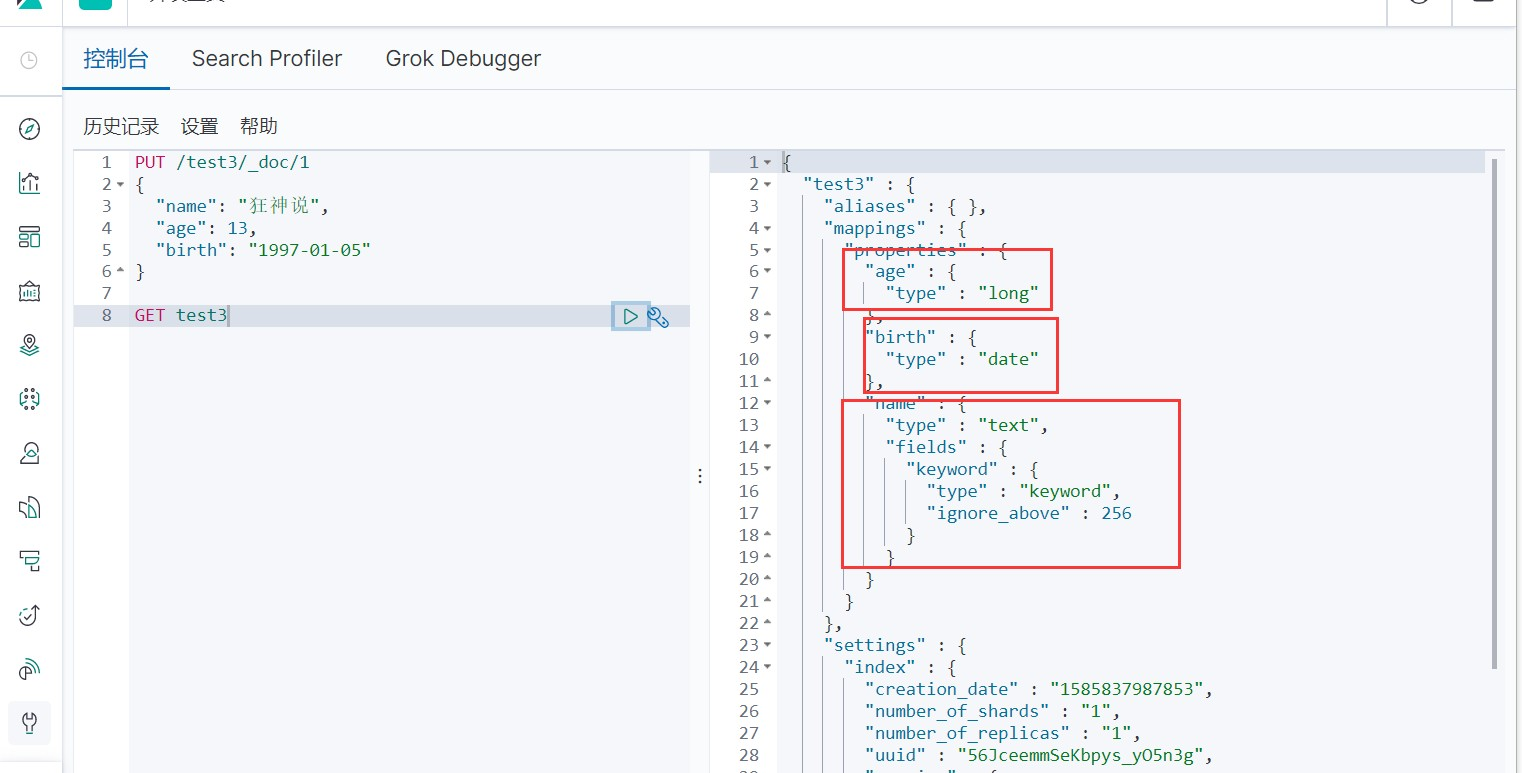 控制台 Search Profiler Grok Debugger
历史记录 设置 帮助
1 PUT /test3/_doc/1
2 {
3 "name": "狂神说",
4 "age": 13,
5 "birth": "1997-01-05"
6 }
7
8 GET test3
1 {
2 "test3" : {
3 "aliases" : { },
4 "mappings" : {
5 "properties" : {
6 "age" : {
7 "type" : "long"
8 },
9 "birth" : {
10 "type" : "date"
11 },
12 "name" : {
13 "type" : "text",
14 "fields" : {
15 "keyword" : {
16 "type" : "keyword",
17 "ignore_above" : 256
18 }
19 }
20 }
21 }
22 },
23 "settings" : {
24 "index" : {
25 "creation_date" : "1585837987853",
26 "number_of_shards" : "1",
27 "number_of_replicas" : "1",
28 "uuid" : "56JceemmSeKbpys_yO5n3g",